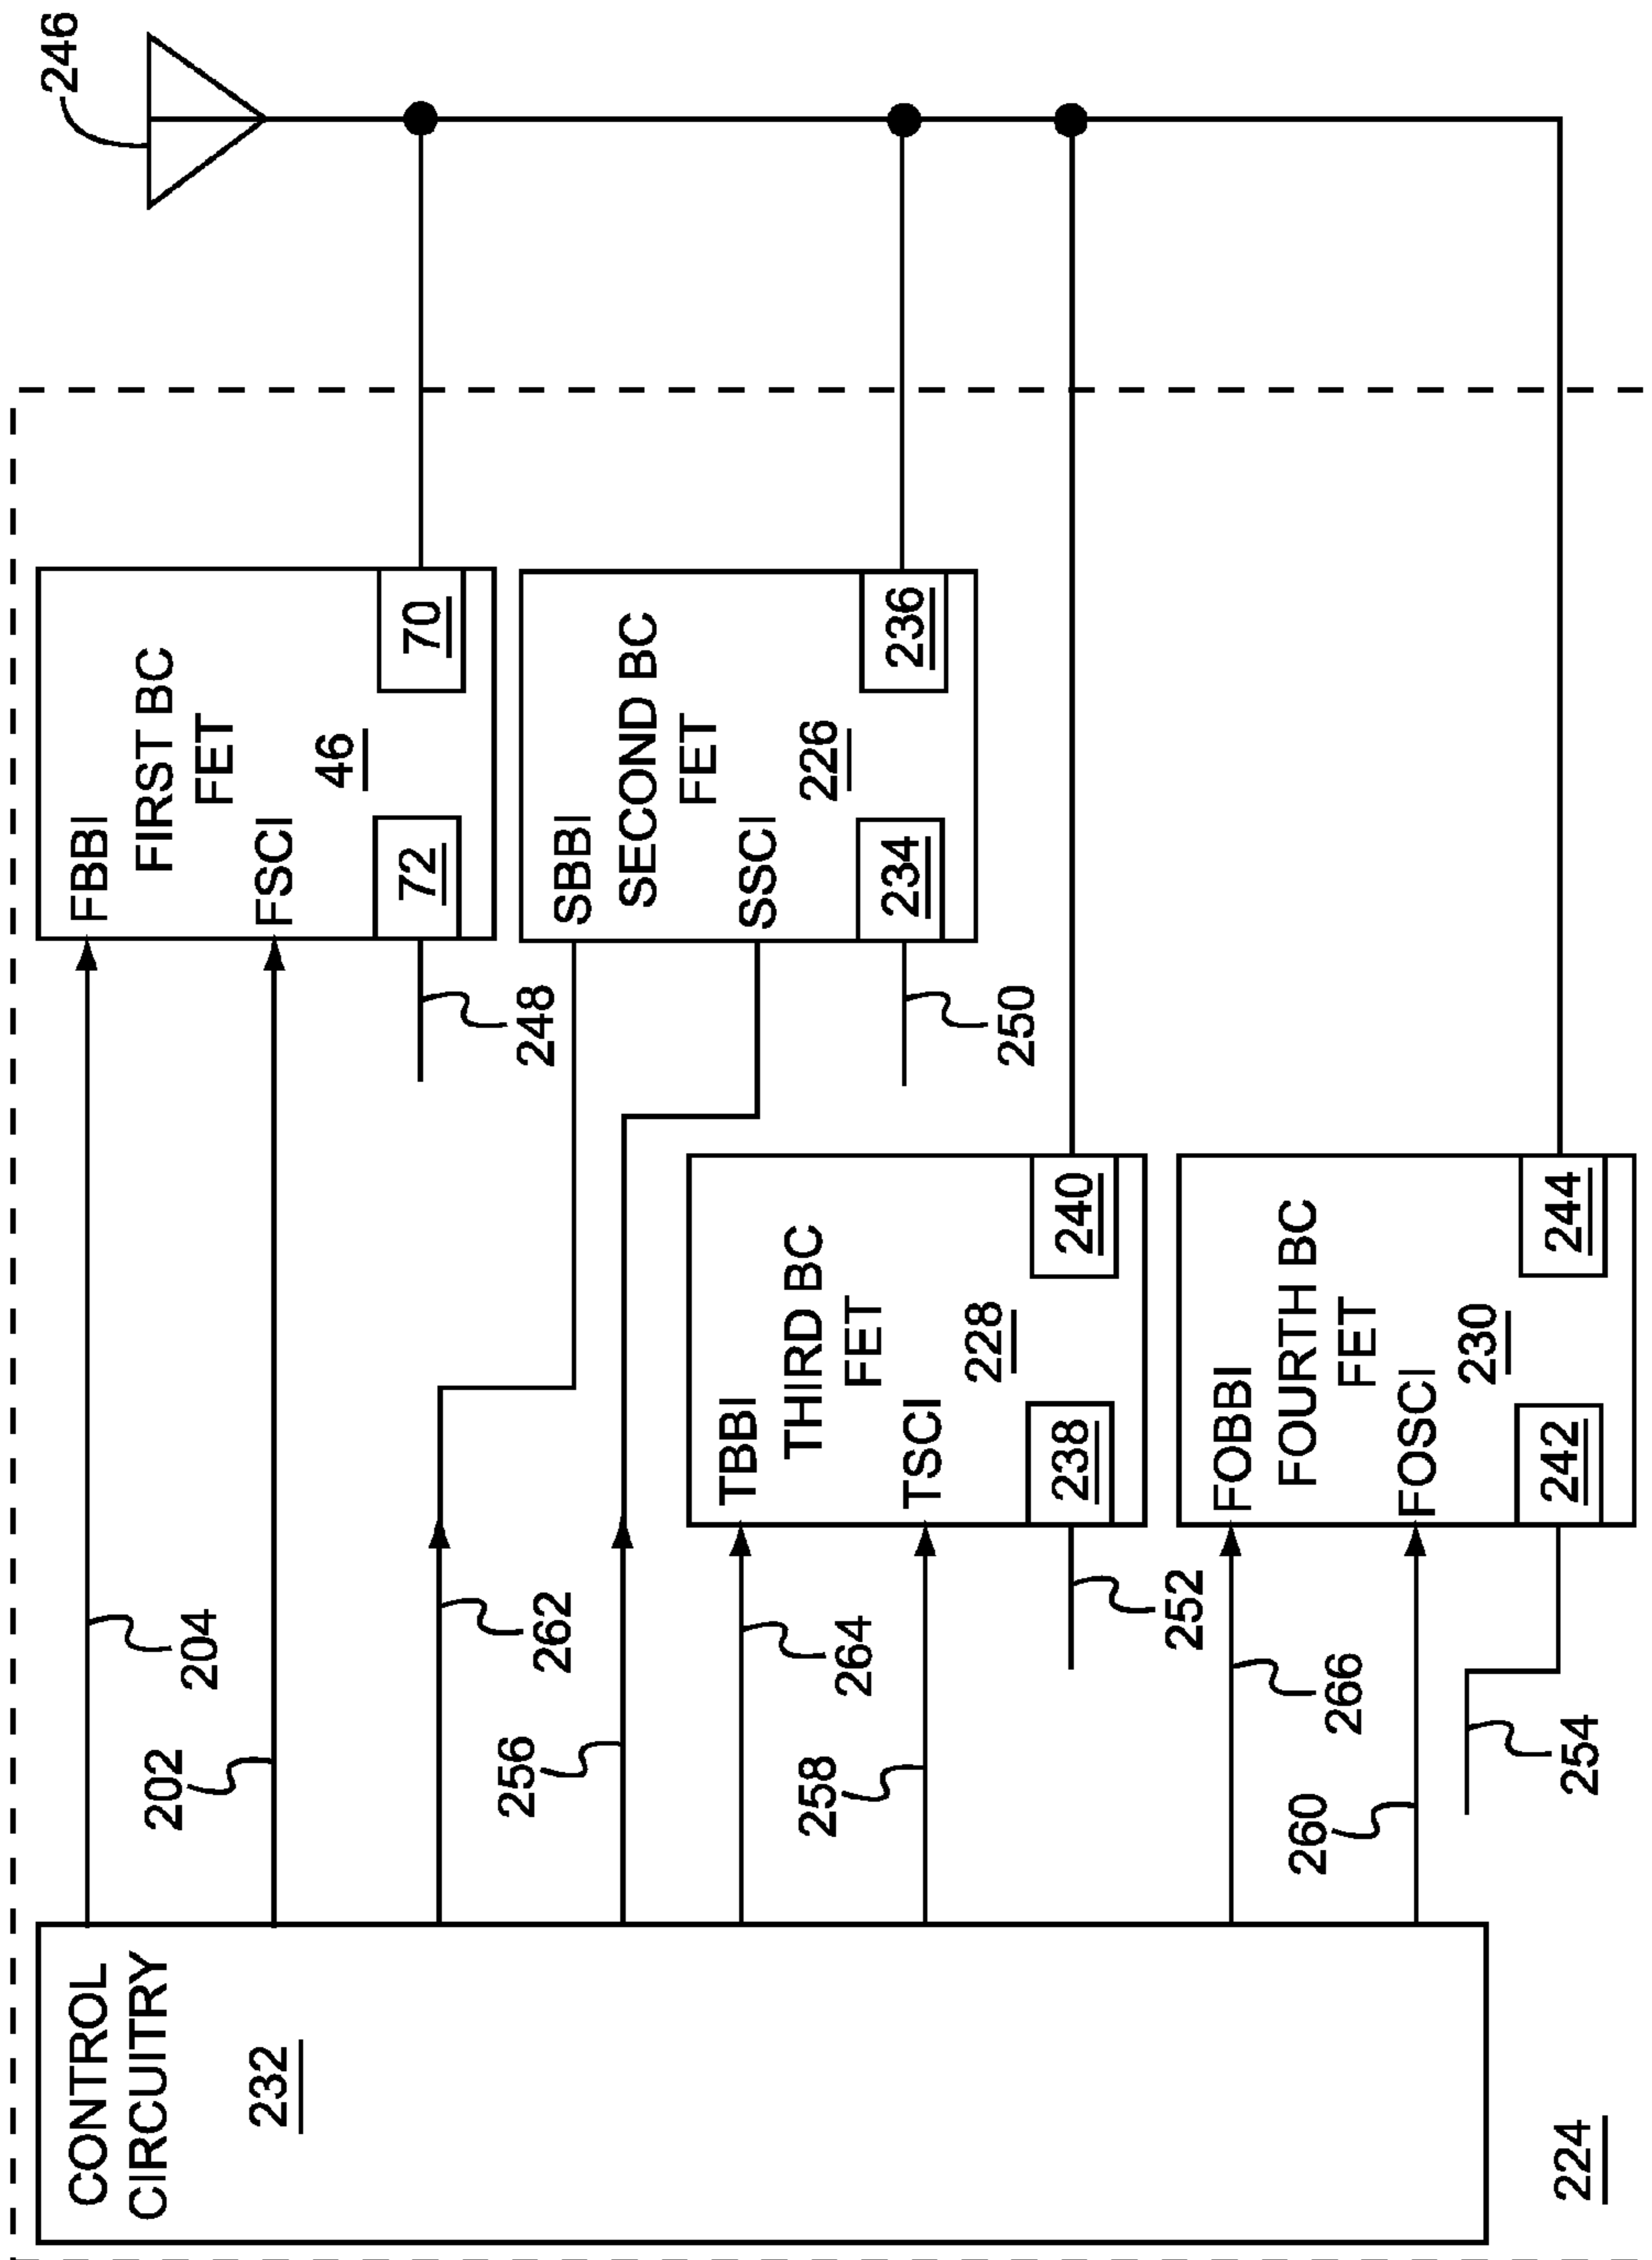 CONTROL
CIRCUITRY
232
204
202
262
256
264
258
266
260
252
254
248
250
FBBI
FIRST BC
FET
FSCI
46
72
70
SBBI
SECOND BC
FET
SSCI
226
234
236
TBBI
THIRD BC
FET
TSCI
228
238
240
FOBBI
FOURTH BC
FET
FOSCI
230
242
244
246
224